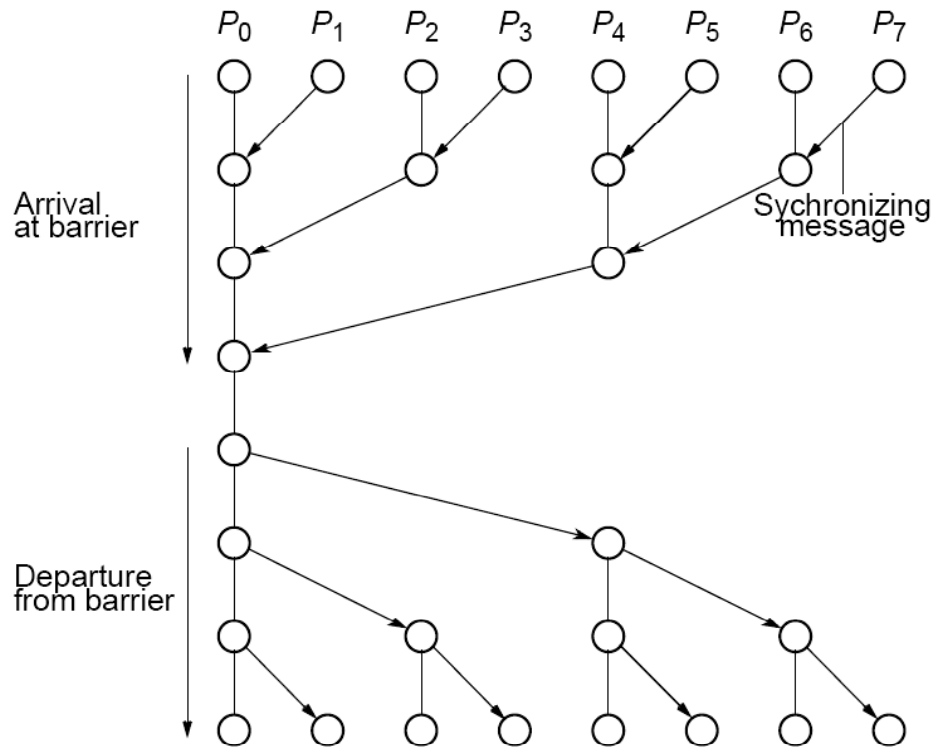 P0 P1 P2 P3 P4 P5 P6 P7
Arrival
at barrier
Sychronizing
message
Departure
from barrier